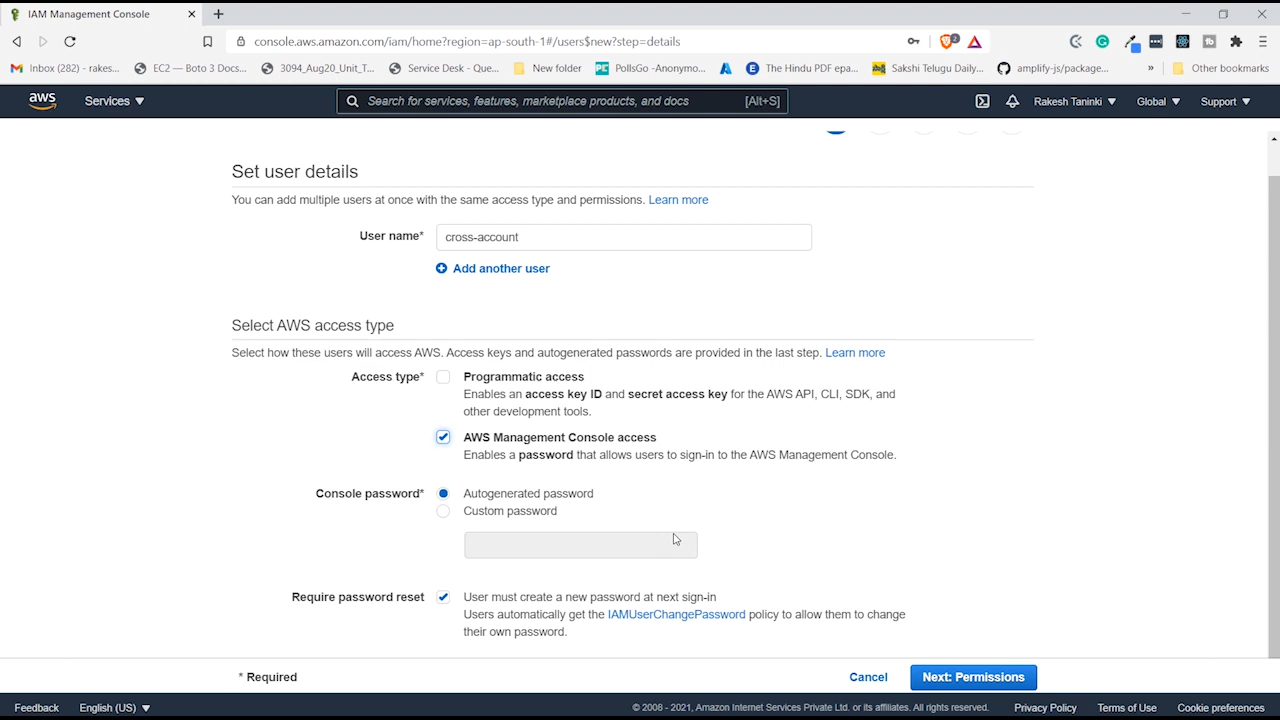 IAM Management Console
console.aws.amazon.com/iam/home?region=ap-south-1#/users$new?step=details
2
Inbox (282) - rakes...
EC2 — Boto 3 Docs...
3094_Aug20_Unit_T...
Service Desk - Que...
New folder
PollsGo -Anonymo...
The Hindu PDF epa...
Sakshi Telugu Daily...
amplify-js/package...
»
Other bookmarks
aws
Services
Search for services, features, marketplace products, and docs
[Alt+S]
Rakesh Taninki
Global
Support
Set user details
You can add multiple users at once with the same access type and permissions. Learn more
User name*
cross-account
Add another user
Select AWS access type
Select how these users will access AWS. Access keys and autogenerated passwords are provided in the last step. Learn more
Access type*
Programmatic access
Enables an access key ID and secret access key for the AWS API, CLI, SDK, and
other development tools.
AWS Management Console access
Enables a password that allows users to sign-in to the AWS Management Console.
Console password*
Autogenerated password
Custom password
Require password reset
User must create a new password at next sign-in
Users automatically get the IAMUserChangePassword policy to allow them to change
their own password.
* Required
Cancel
Next: Permissions
Feedback
English (US)
© 2008 - 2021, Amazon Internet Services Private Ltd. or its affiliates. All rights reserved.
Privacy Policy
Terms of Use
Cookie preferences